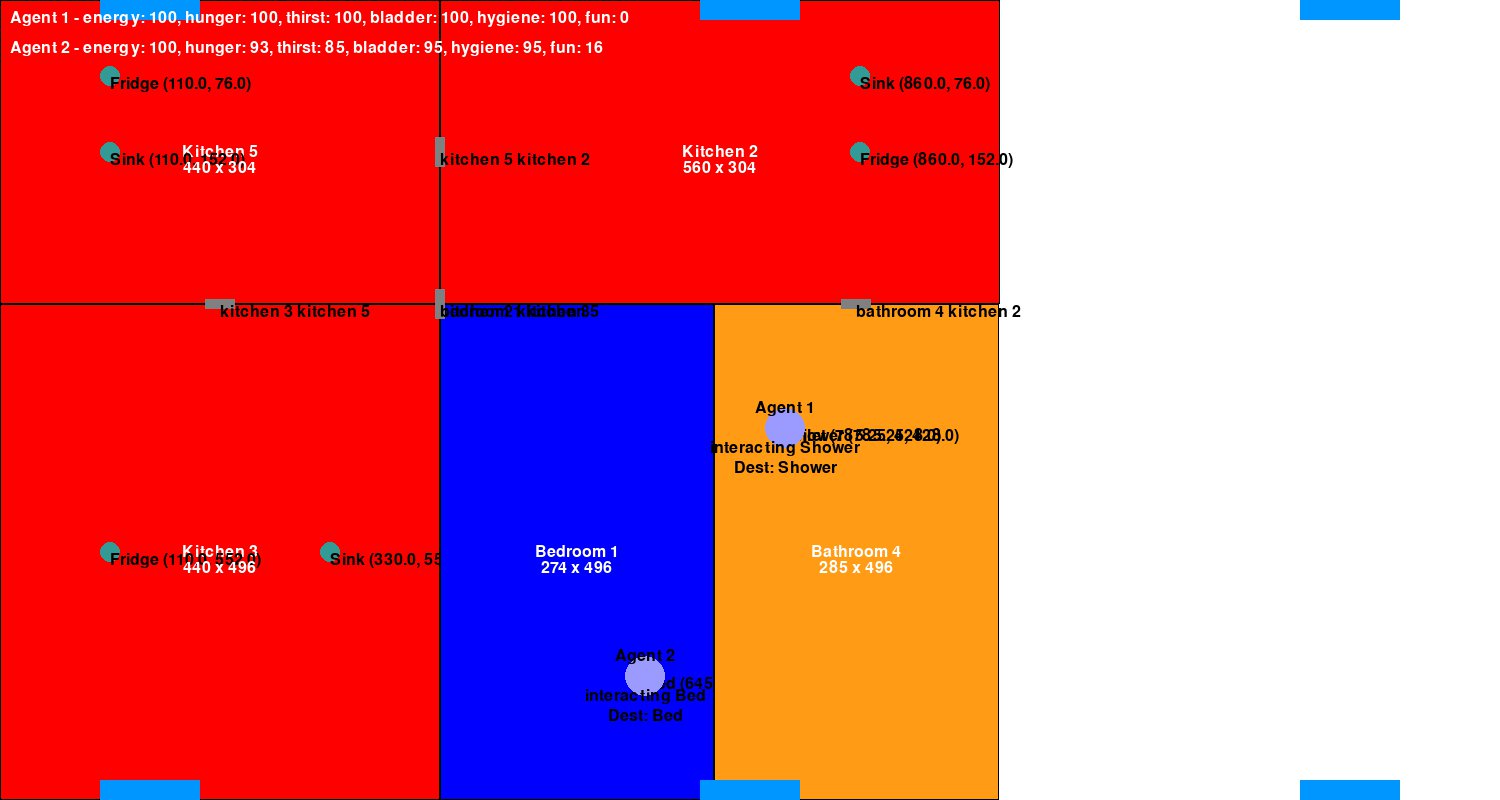 Agent 1 - energy: 100, hunger: 100, thirst: 100, bladder: 100, hygiene: 100, fun: 0
Agent 2 - energy: 100, hunger: 93, thirst: 85, bladder: 95, hygiene: 95, fun: 16
Fridge (110.0, 76.0)
Sink (860.0, 76.0)
Kitchen 5
Sink (110.0, 152.0)
440 x 304
kitchen 5 kitchen 2
Kitchen 2
560 x 304
Fridge (860.0, 152.0)
kitchen 3 kitchen 5
bathroom 4 kitchen 2
Agent 1
interacting Shower
Dest: Shower
Kitchen 3
Fridge (110.0, 552.0)
440 x 496
Sink (330.0, 55
Bedroom 1
274 x 496
Bathroom 4
285 x 496
Agent 2
(645
interacting Bed
Dest: Bed